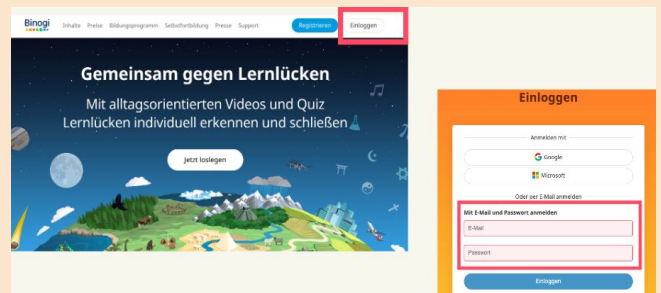 Binogi Inhalte Preise Bildungsprogramm Selbstfortbildung Presse Support Registrieren Einloggen
Gemeinsam gegen Lernlücken
Mit alltagsorientierten Videos und Quiz
Lernlücken individuell erkennen und schließen
Jetzt loslegen
Einloggen
Anmelden mit
Google
Microsoft
Oder per E-Mail anmelden
Mit E-Mail und Passwort anmelden
E-Mail
Passwort
Einloggen